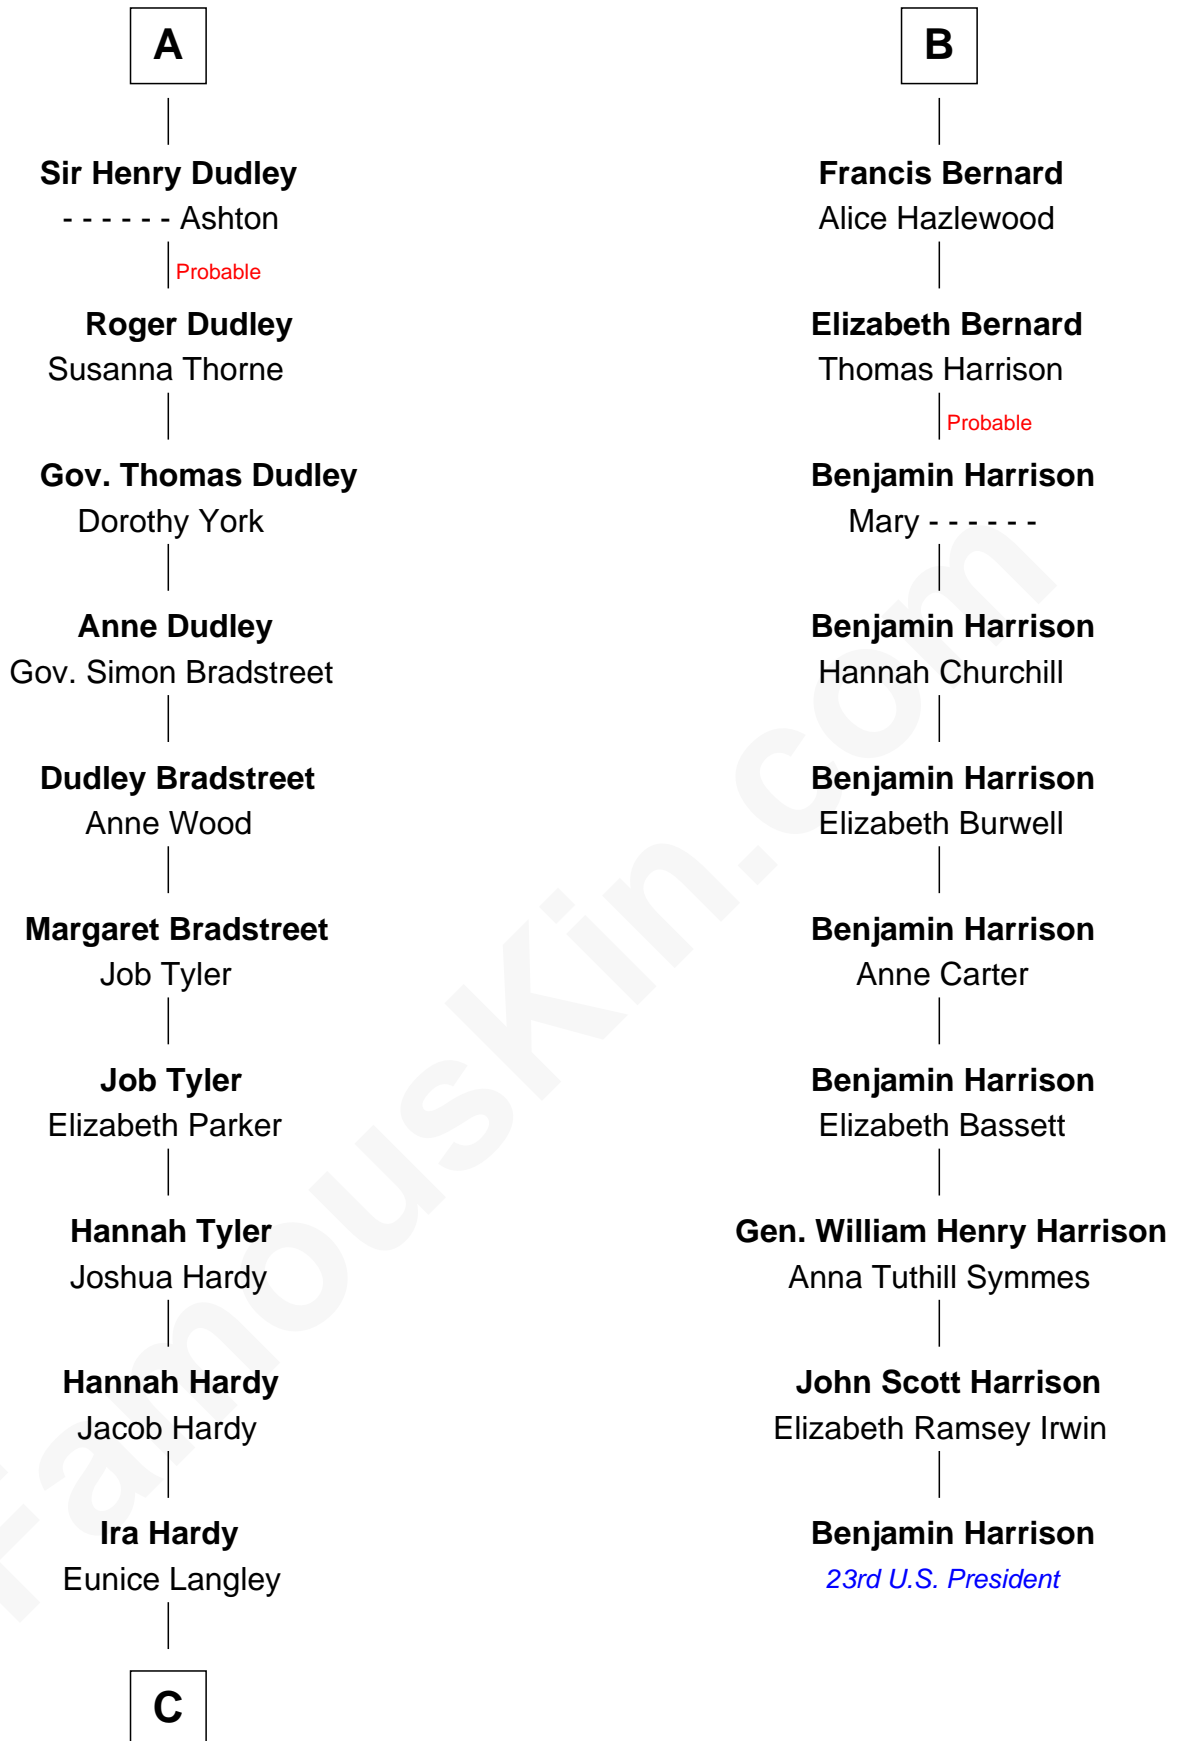 A
Sir Henry Dudley
- - - - - - Ashton
Probable
Roger Dudley
Susanna Thorne
Gov. Thomas Dudley
Dorothy York
Anne Dudley
Gov. Simon Bradstreet
Dudley Bradstreet
Anne Wood
Margaret Bradstreet
Job Tyler
Job Tyler
Elizabeth Parker
Hannah Tyler
Joshua Hardy
Hannah Hardy
Jacob Hardy
Ira Hardy
Eunice Langley
C
B
Francis Bernard
Alice Hazlewood
Elizabeth Bernard
Thomas Harrison
Probable
Benjamin Harrison
Mary - - - - - -
Benjamin Harrison
Hannah Churchill
Benjamin Harrison
Elizabeth Burwell
Benjamin Harrison
Anne Carter
Benjamin Harrison
Elizabeth Bassett
Gen. William Henry Harrison
Anna Tuthill Symmes
John Scott Harrison
Elizabeth Ramsey Irwin
Benjamin Harrison
23rd U.S. President
FamousKin.com